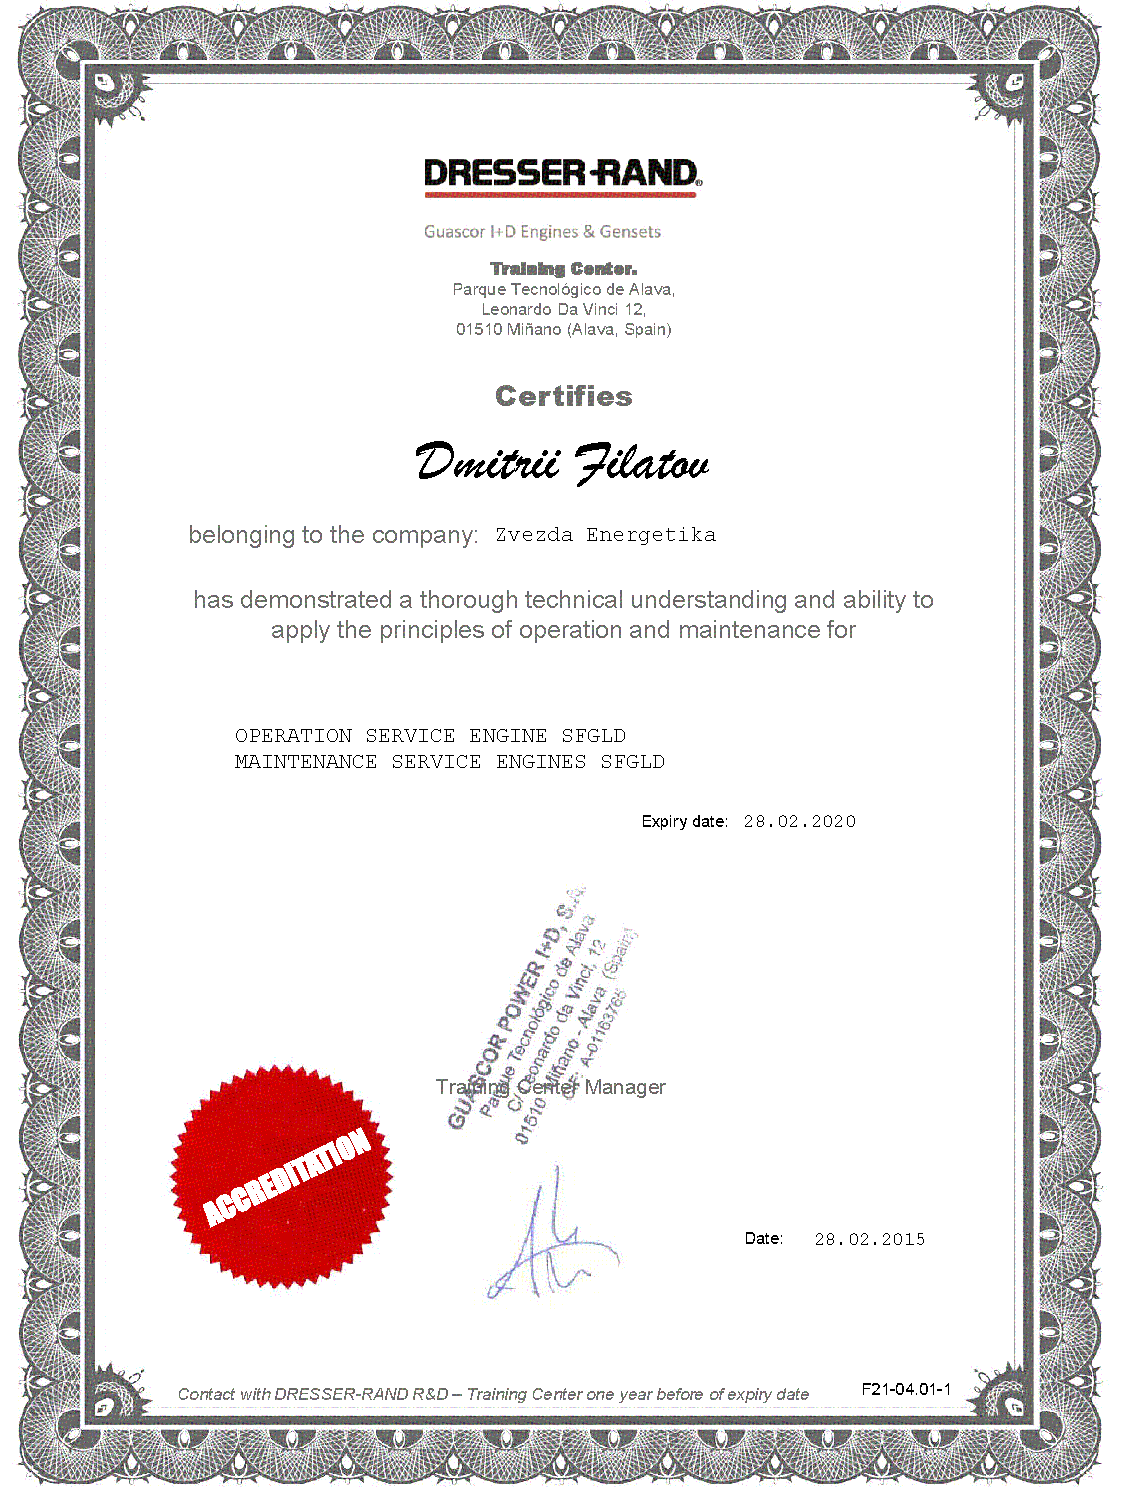 DRESSER-RAND®
Guascor I+D Engines & Gensets
Training Center.
Parque Tecnológico de Alava,
Leonardo Da Vinci 12,
01510 Miñano (Alava, Spain)
Certifies
Dmitrii Filatov
belonging to the company: Zvezda Energetika
has demonstrated a thorough technical understanding and ability to
apply the principles of operation and maintenance for
OPERATION SERVICE ENGINE SFGLD
MAINTENANCE SERVICE ENGINES SFGLD
Expiry date: 28.02.2020
GUASCOR POWER I+D, S.A.
Parque Tecnológico de Alava
C/ Leonardo da Vinci, 12
01510 Miñano - Alava (Spain)
CIF: A-01163765
Training Center Manager
ACCREDITATION
Date: 28.02.2015
Contact with DRESSER-RAND R&D – Training Center one year before of expiry date
F21-04.01-1